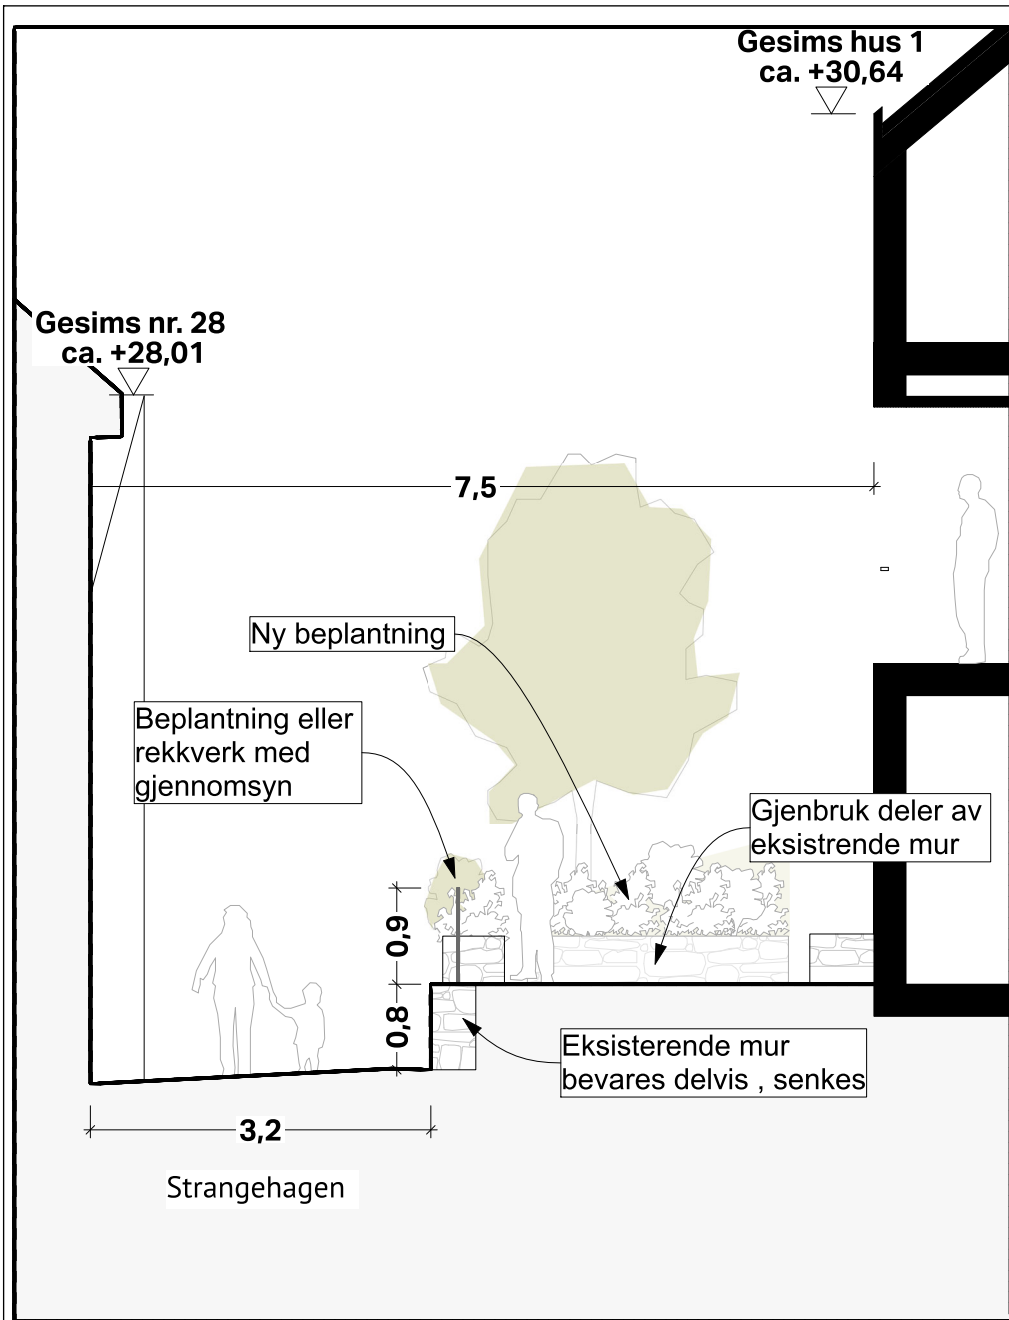 Gesims hus 1
ca. +30,64
Gesims nr. 28
ca. +28,01
7,5
Ny beplantning
Beplantning eller
rekkverk med
gjennomsyn
Gjenbruk deler av
eksistrende mur
0,9
0,8
Eksisterende mur
bevares delvis , senkes
3,2
Strangehagen